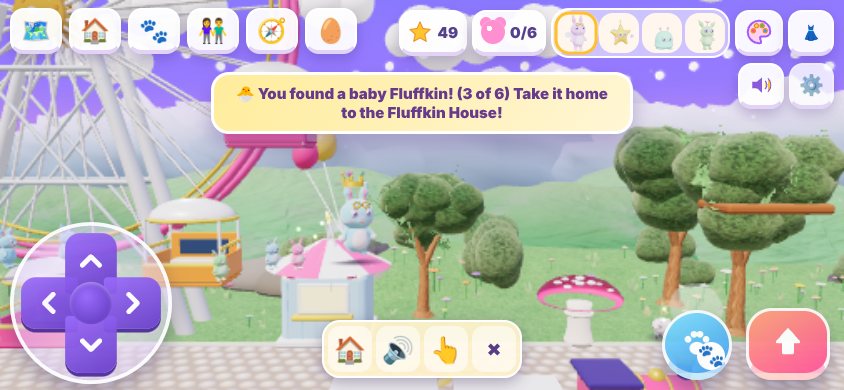 49
0/6
🐣 You found a baby Fluffkin! (3 of 6) Take it home
to the Fluffkin House!